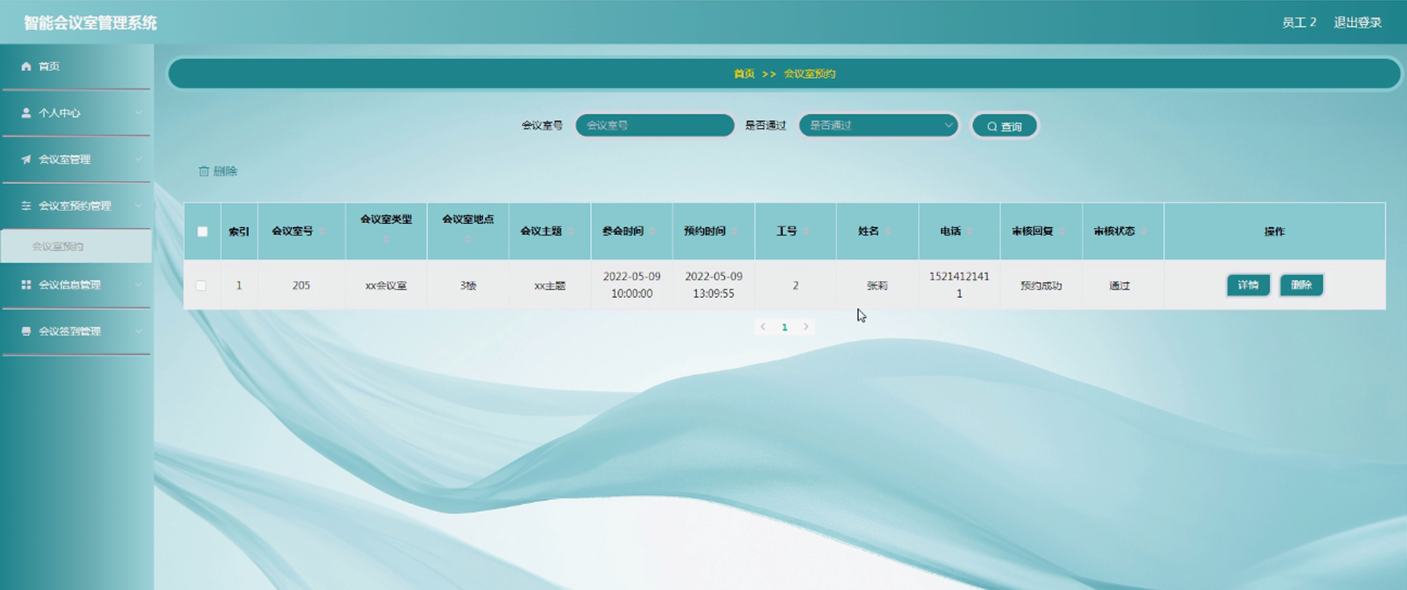 智能会议室管理系统
员工 2 退出登录
首页
个人中心
会议室管理
会议室预约管理
会议室预约
会议信息管理
会议签到管理
首页 >> 会议室预约
会议室号 会议室号 是否通过 是否通过 查询
删除
索引 会议室号 会议室类型 会议室地点 会议主题 参会时间 预约时间 工号 姓名 电话 审核回复 审核状态 操作
1 205 xx会议室 3楼 xx主题 2022-05-09 2022-05-09 2 张莉 1521412141 预约成功 通过 详情 删除
10:00:00 13:09:55 1
1